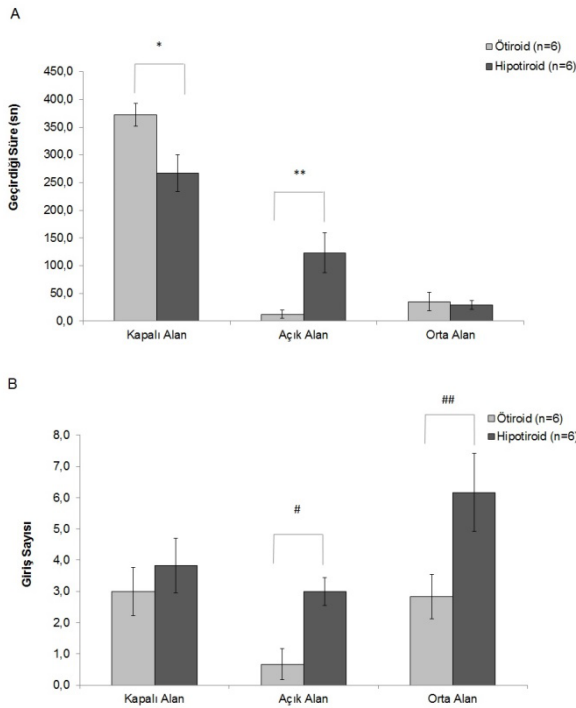 A
*
Ötiroid (n=6)
Hipotiroid (n=6)
Geçirdiği Süre (sn)
450,0
400,0
350,0
300,0
250,0
200,0
150,0
100,0
50,0
0,0
**
Kapalı Alan
Açık Alan
Orta Alan
B
##
Ötiroid (n=6)
Hipotiroid (n=6)
Giriş Sayısı
8,0
7,0
6,0
5,0
4,0
3,0
2,0
1,0
0,0
#
Kapalı Alan
Açık Alan
Orta Alan